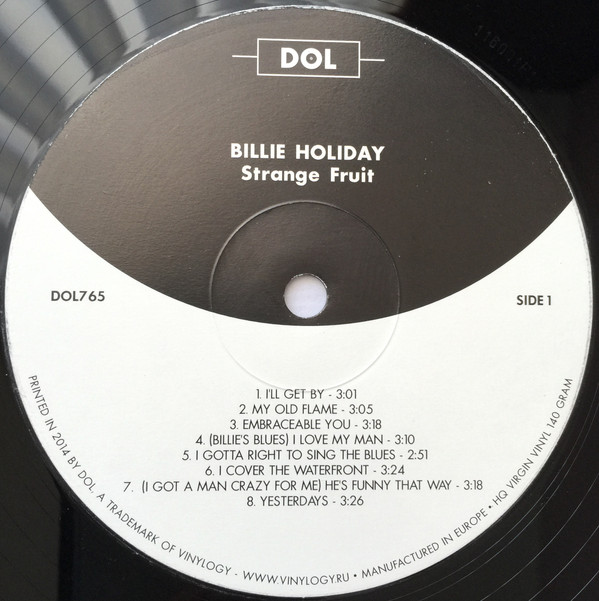 DOL
BILLIE HOLIDAY
Strange Fruit
DOL765
SIDE 1
1. I'LL GET BY - 3:01
2. MY OLD FLAME - 3:05
3. EMBRACEABLE YOU - 3:18
4. (BILLIE'S BLUES) I LOVE MY MAN - 3:10
5. I GOTTA RIGHT TO SING THE BLUES - 2:51
6. I COVER THE WATERFRONT - 3:24
7. (I GOT A MAN CRAZY FOR ME) HE'S FUNNY THAT WAY - 3:18
8. YESTERDAYS - 3:26
PRINTED IN 2014 BY DOL, A TRADEMARK OF VINYLOGY - WWW.VINYLOGY.RU • MANUFACTURED IN EUROPE • HQ VIRGIN VINYL 140 GRAM